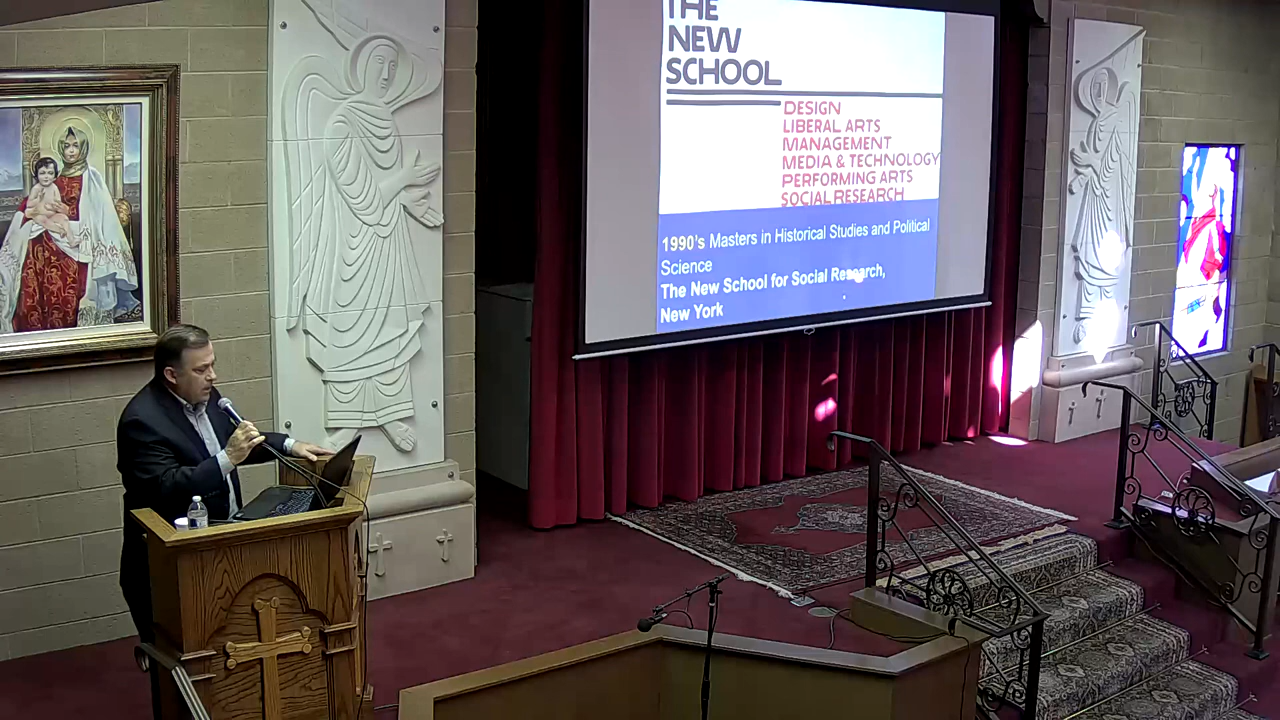 THE
NEW
SCHOOL
DESIGN
LIBERAL ARTS
MANAGEMENT
MEDIA & TECHNOLOGY
PERFORMING ARTS
SOCIAL RESEARCH
1990's Masters in Historical Studies and Political
Science
The New School for Social Research,
New York